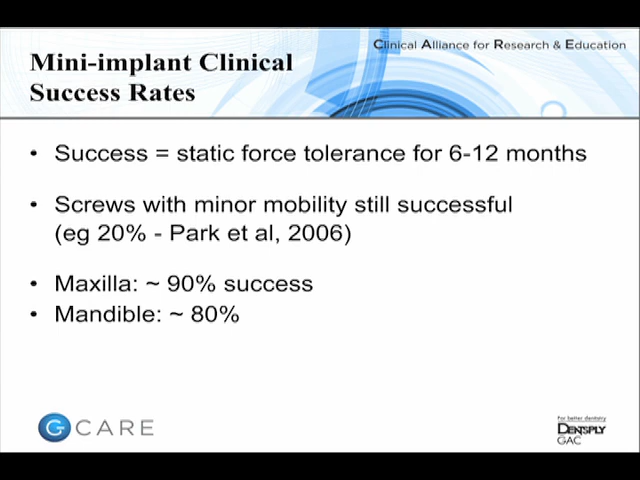 Clinical Alliance for Research & Education
Mini-implant Clinical
Success Rates
• Success = static force tolerance for 6-12 months
• Screws with minor mobility still successful
(eg 20% - Park et al, 2006)
• Maxilla: ~ 90% success
• Mandible: ~ 80%
G CARE
For better dentistry
DENTSPLY
GAC